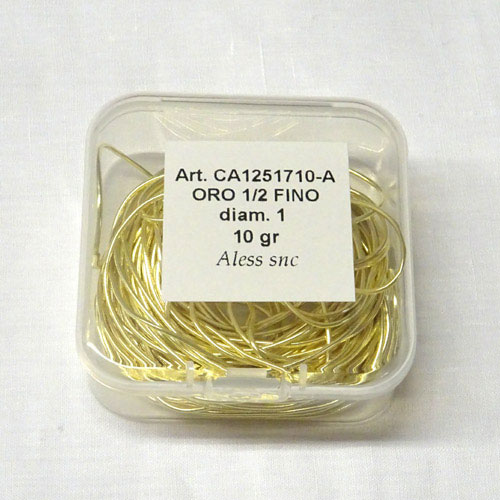 Art. CA1251710-A
ORO 1/2 FINO
diam. 1
10 gr
Aless snc